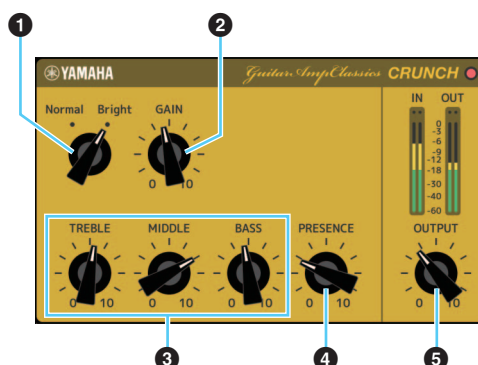 1 2
YAMAHA Guitar Amp Classics CRUNCH
Normal Bright GAIN IN OUT
0
-3
-6
-9
-12
-18
-30
-40
-60
0 10
TREBLE MIDDLE BASS PRESENCE OUTPUT
0 10 0 10 0 10 0 10 0 10
3 4 5